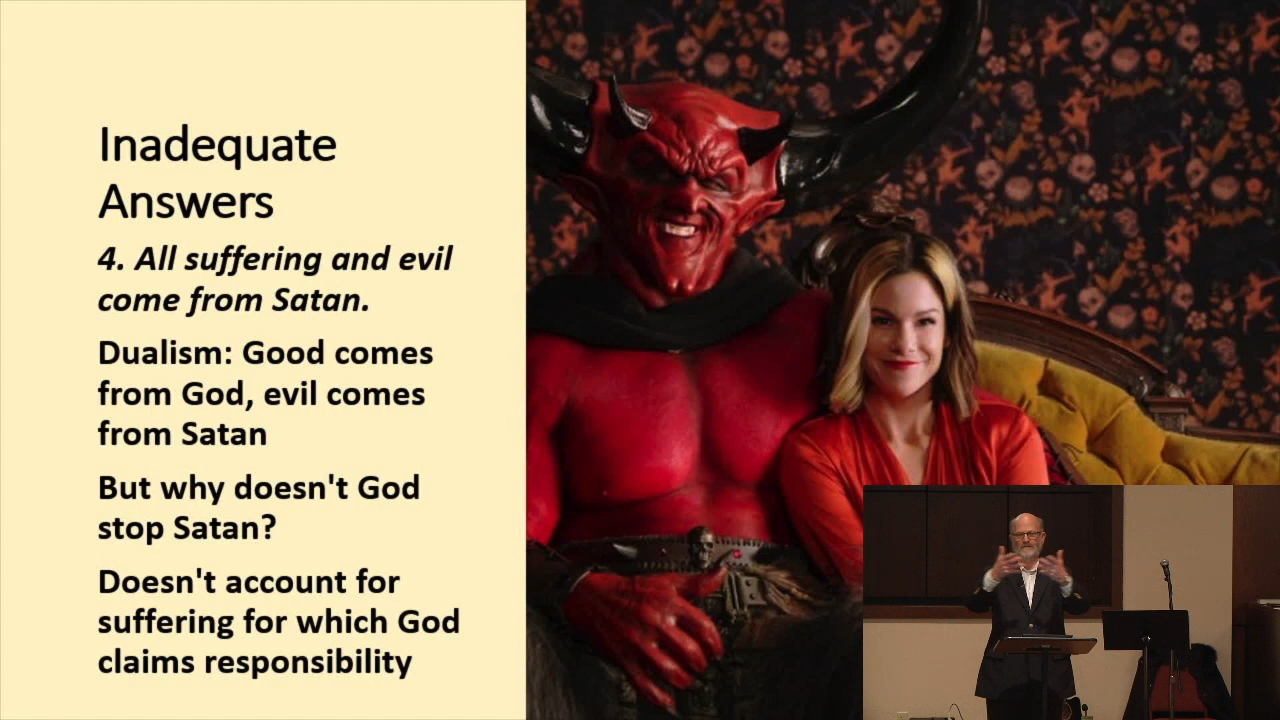 Inadequate
Answers
4. All suffering and evil
come from Satan.
Dualism: Good comes
from God, evil comes
from Satan
But why doesn't God
stop Satan?
Doesn't account for
suffering for which God
claims responsibility